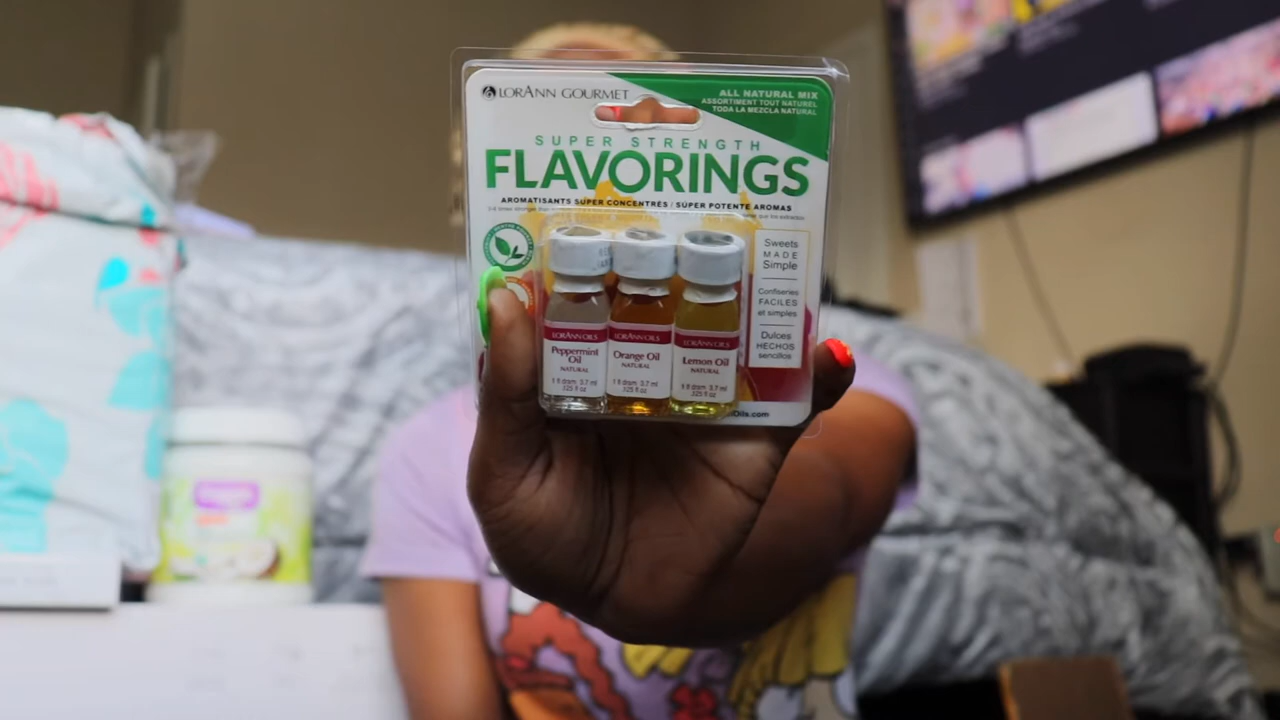 LORANN GOURMET
ALL NATURAL MIX
ASSORTIMENT TOUT NATUREL
TODA LA MEZCLA NATURAL
SUPER STRENGTH
FLAVORINGS
AROMATISANTS SUPER CONCENTRÉS / SÚPER POTENTE AROMAS
Sweets
MADE
Simple
Confiseries
FACILES
et simples
Dulces
HECHOS
sencillos
LORANN OILS
Peppermint
Oil
NATURAL
1 fl dram 3.7 ml
.125 fl oz
LORANN OILS
Orange Oil
NATURAL
1 fl dram 3.7 ml
.125 fl oz
LORANN OILS
Lemon Oil
NATURAL
1 fl dram 3.7 ml
.125 fl oz
Oils.com